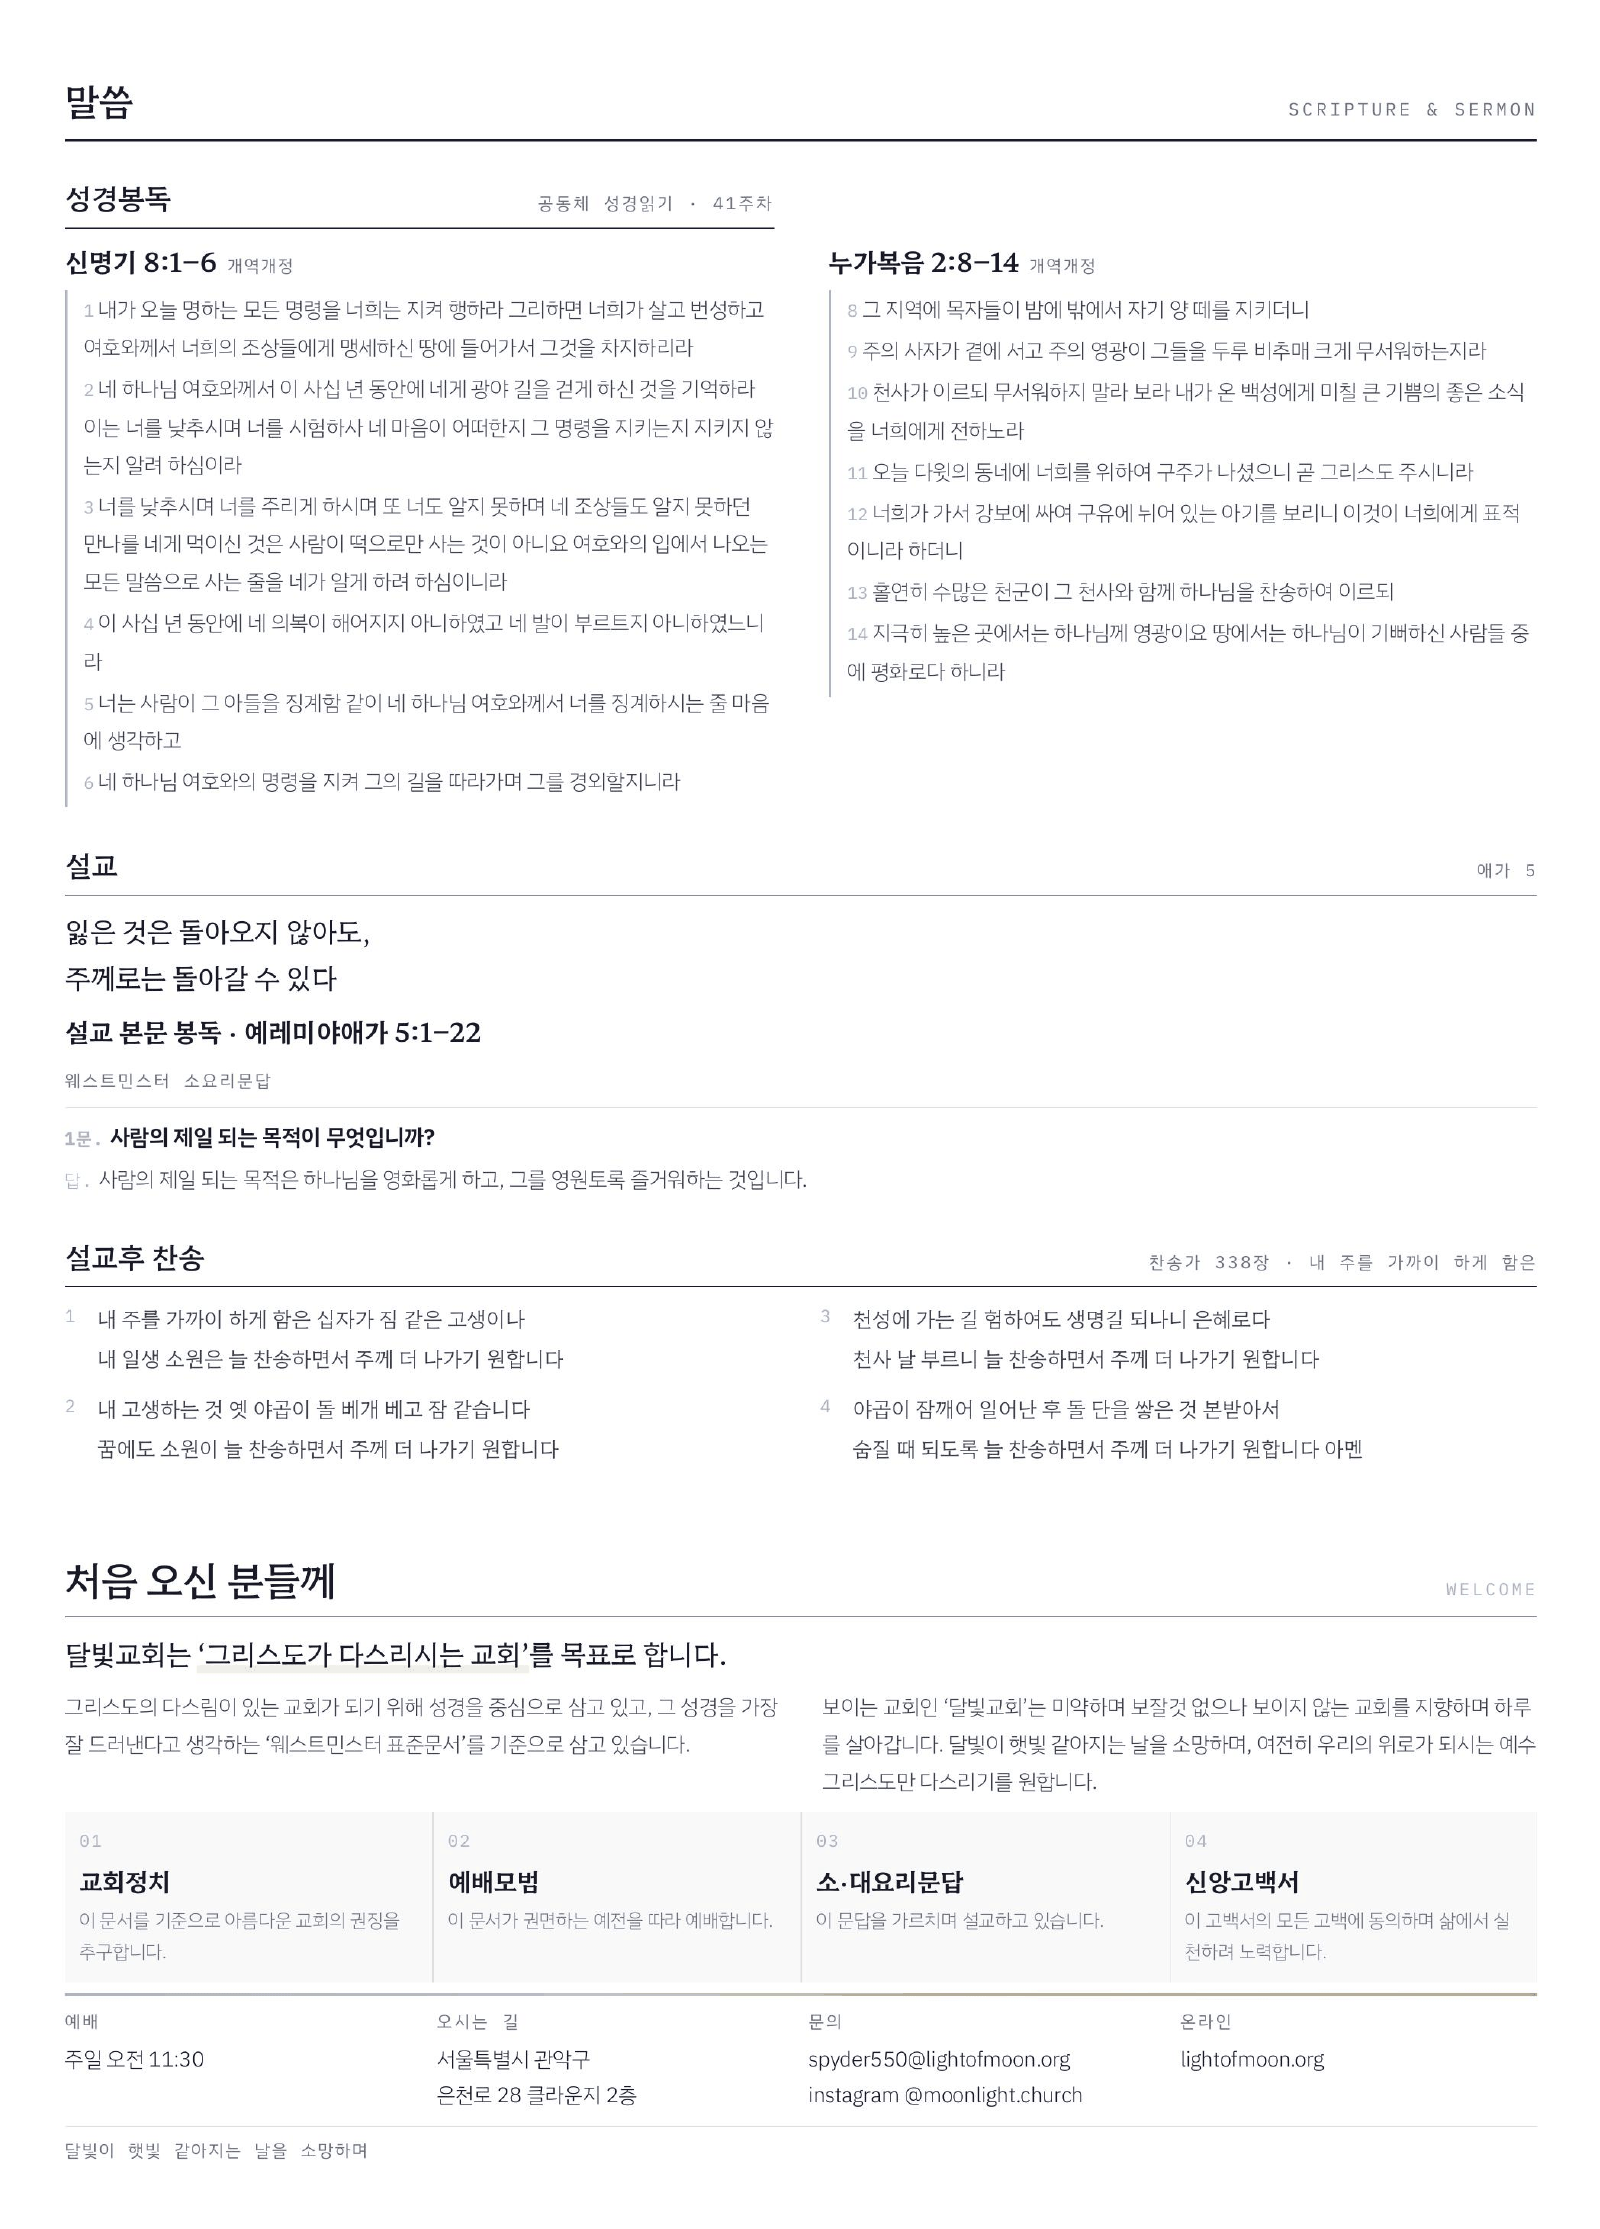 말씀
SCRIPTURE & SERMON
성경봉독
공동체 성경읽기 · 41주차
신명기 8:1–6 개역개정
1 내가 오늘 명하는 모든 명령을 너희는 지켜 행하라 그리하면 너희가 살고 번성하고
여호와께서 너희의 조상들에게 맹세하신 땅에 들어가서 그것을 차지하리라
2 네 하나님 여호와께서 이 사십 년 동안에 네게 광야 길을 걷게 하신 것을 기억하라
이는 너를 낮추시며 너를 시험하사 네 마음이 어떠한지 그 명령을 지키는지 지키지 않
는지 알려 하심이라
3 너를 낮추시며 너를 주리게 하시며 또 너도 알지 못하며 네 조상들도 알지 못하던
만나를 네게 먹이신 것은 사람이 떡으로만 사는 것이 아니요 여호와의 입에서 나오는
모든 말씀으로 사는 줄을 네가 알게 하려 하심이니라
4 이 사십 년 동안에 네 의복이 해어지지 아니하였고 네 발이 부르트지 아니하였느니
라
5 너는 사람이 그 아들을 징계함 같이 네 하나님 여호와께서 너를 징계하시는 줄 마음
에 생각하고
6 네 하나님 여호와의 명령을 지켜 그의 길을 따라가며 그를 경외할지니라
누가복음 2:8–14 개역개정
8 그 지역에 목자들이 밤에 밖에서 자기 양 떼를 지키더니
9 주의 사자가 곁에 서고 주의 영광이 그들을 두루 비추매 크게 무서워하는지라
10 천사가 이르되 무서워하지 말라 보라 내가 온 백성에게 미칠 큰 기쁨의 좋은 소식
을 너희에게 전하노라
11 오늘 다윗의 동네에 너희를 위하여 구주가 나셨으니 곧 그리스도 주시니라
12 너희가 가서 강보에 싸여 구유에 뉘어 있는 아기를 보리니 이것이 너희에게 표적
이니라 하더니
13 홀연히 수많은 천군이 그 천사와 함께 하나님을 찬송하여 이르되
14 지극히 높은 곳에서는 하나님께 영광이요 땅에서는 하나님이 기뻐하신 사람들 중
에 평화로다 하니라
설교
애가 5
잃은 것은 돌아오지 않아도,
주께로는 돌아갈 수 있다
설교 본문 봉독 · 예레미야애가 5:1–22
웨스트민스터 소요리문답
1문. 사람의 제일 되는 목적이 무엇입니까?
답. 사람의 제일 되는 목적은 하나님을 영화롭게 하고, 그를 영원토록 즐거워하는 것입니다.
설교후 찬송
찬송가 338장 · 내 주를 가까이 하게 함은
1 내 주를 가까이 하게 함은 십자가 짐 같은 고생이나
내 일생 소원은 늘 찬송하면서 주께 더 나가기 원합니다
2 내 고생하는 것 옛 야곱이 돌 베개 베고 잠 같습니다
꿈에도 소원이 늘 찬송하면서 주께 더 나가기 원합니다
3 천성에 가는 길 험하여도 생명길 되나니 은혜로다
천사 날 부르니 늘 찬송하면서 주께 더 나가기 원합니다
4 야곱이 잠깨어 일어난 후 돌 단을 쌓은 것 본받아서
숨질 때 되도록 늘 찬송하면서 주께 더 나가기 원합니다 아멘
처음 오신 분들께
WELCOME
달빛교회는 ‘그리스도가 다스리시는 교회’를 목표로 합니다.
그리스도의 다스림이 있는 교회가 되기 위해 성경을 중심으로 삼고 있고, 그 성경을 가장
잘 드러낸다고 생각하는 ‘웨스트민스터 표준문서’를 기준으로 삼고 있습니다.
보이는 교회인 ‘달빛교회’는 미약하며 보잘것 없으나 보이지 않는 교회를 지향하며 하루
를 살아갑니다. 달빛이 햇빛 같아지는 날을 소망하며, 여전히 우리의 위로가 되시는 예수
그리스도만 다스리기를 원합니다.
01
교회정치
이 문서를 기준으로 아름다운 교회의 권징을
추구합니다.
02
예배모범
이 문서가 권면하는 예전을 따라 예배합니다.
03
소·대요리문답
이 문답을 가르치며 설교하고 있습니다.
04
신앙고백서
이 고백서의 모든 고백에 동의하며 삶에서 실
천하려 노력합니다.
예배
주일 오전 11:30
오시는 길
서울특별시 관악구
은천로 28 클라운지 2층
문의
spyder550@lightofmoon.org
instagram @moonlight.church
온라인
lightofmoon.org
달빛이 햇빛 같아지는 날을 소망하며